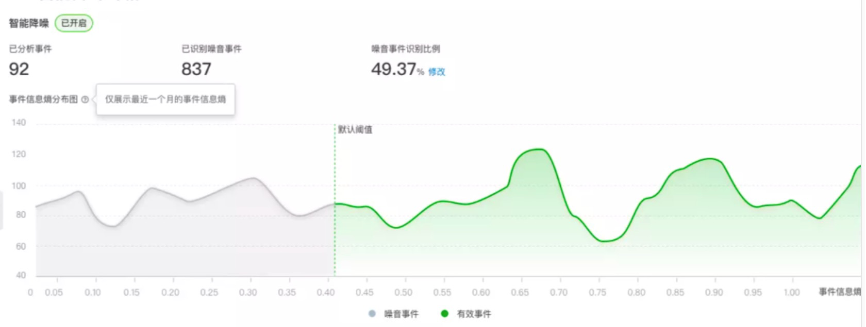 智能降噪 已开启
已分析事件 已识别噪音事件 噪音事件识别比例
92 837 49.37% 修改
事件信息熵分布图 ? 仅展示最近一个月的事件信息熵
140
默认阈值
120
100
80
60
40
0 0.05 0.10 0.15 0.20 0.25 0.30 0.35 0.40 0.45 0.50 0.55 0.60 0.65 0.70 0.75 0.80 0.85 0.90 0.95 1.00 事件信息熵
噪音事件 有效事件